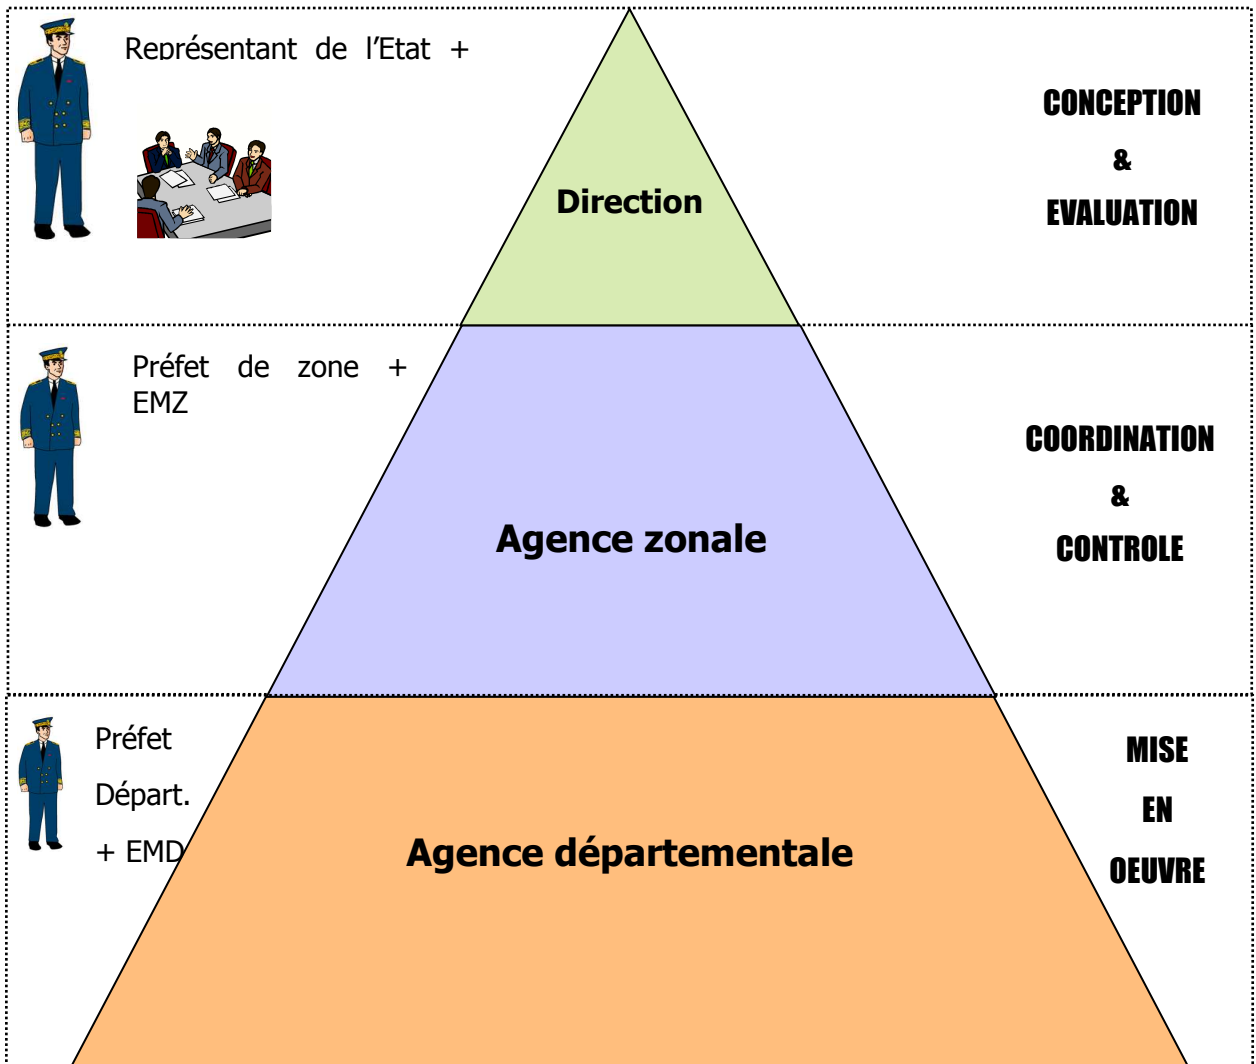 Représentant de l'Etat +
Direction
CONCEPTION
&
EVALUATION
Préfet de zone +
EMZ
Agence zonale
COORDINATION
&
CONTROLE
Préfet
Départ.
+ EMD
Agence départementale
MISE
EN
OEUVRE